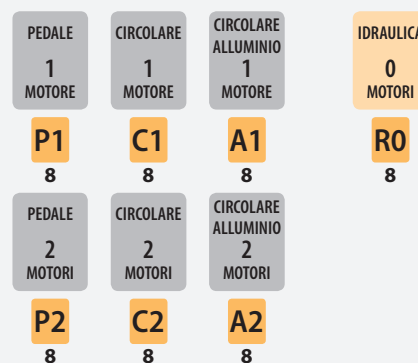 PEDALE
1
MOTORE
P1
8
CIRCOLARE
1
MOTORE
C1
8
CIRCOLARE
ALLUMINIO
1
MOTORE
A1
8
IDRAULICA
0
MOTORI
R0
8
PEDALE
2
MOTORI
P2
8
CIRCOLARE
2
MOTORI
C2
8
CIRCOLARE
ALLUMINIO
2
MOTORI
A2
8